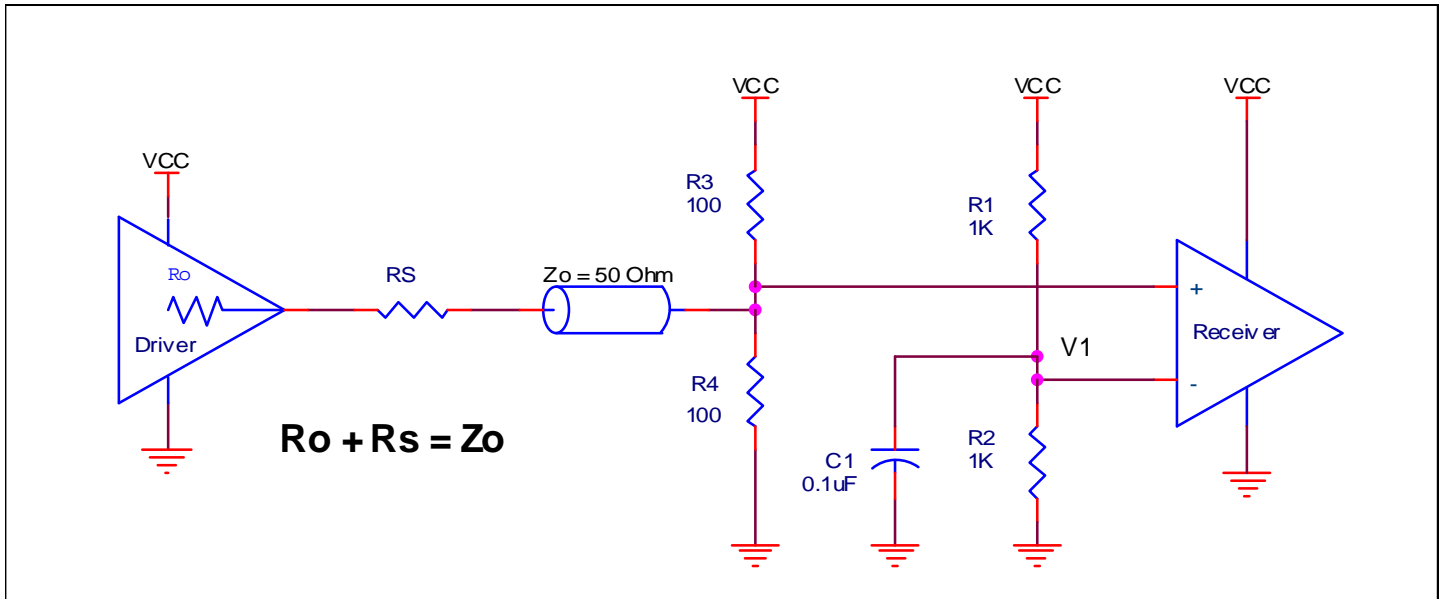 VCC
VCC
VCC
VCC
R3
100
R1
1K
Ro
RS
Zo = 50 Ohm
+
Driver
Receiver
V1
R4
100
-
Ro + Rs = Zo
C1
0.1uF
R2
1K